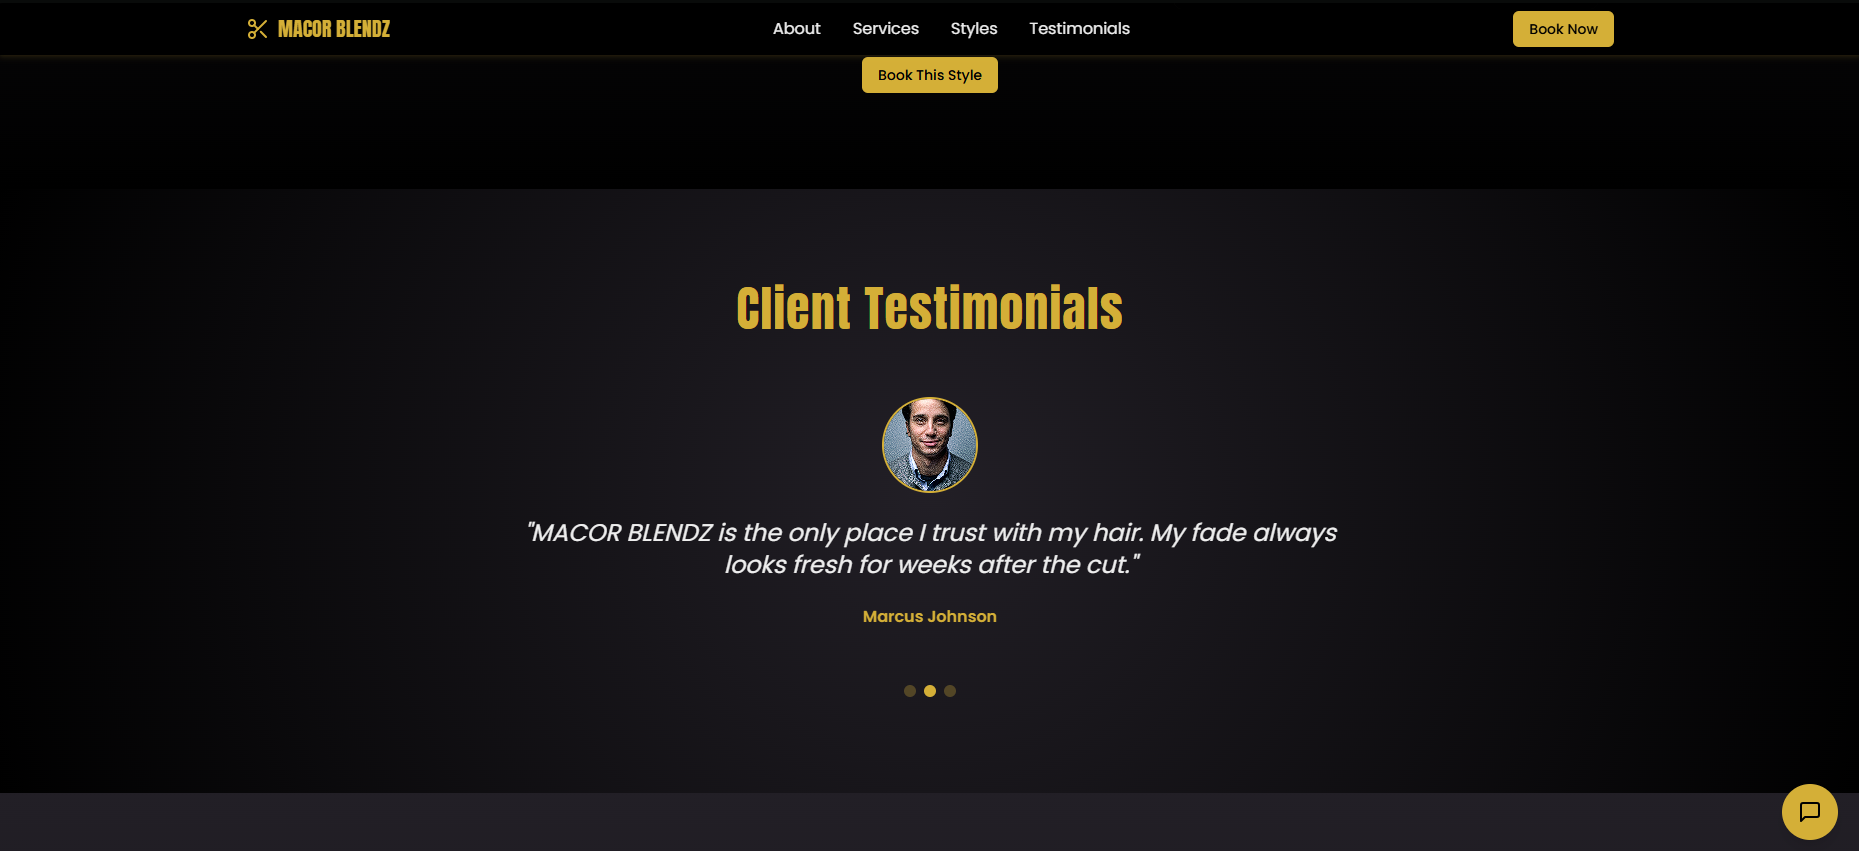 MACOR BLENDZ
About
Services
Styles
Testimonials
Book Now
Book This Style
Client Testimonials
"MACOR BLENDZ is the only place I trust with my hair. My fade always
looks fresh for weeks after the cut."
Marcus Johnson